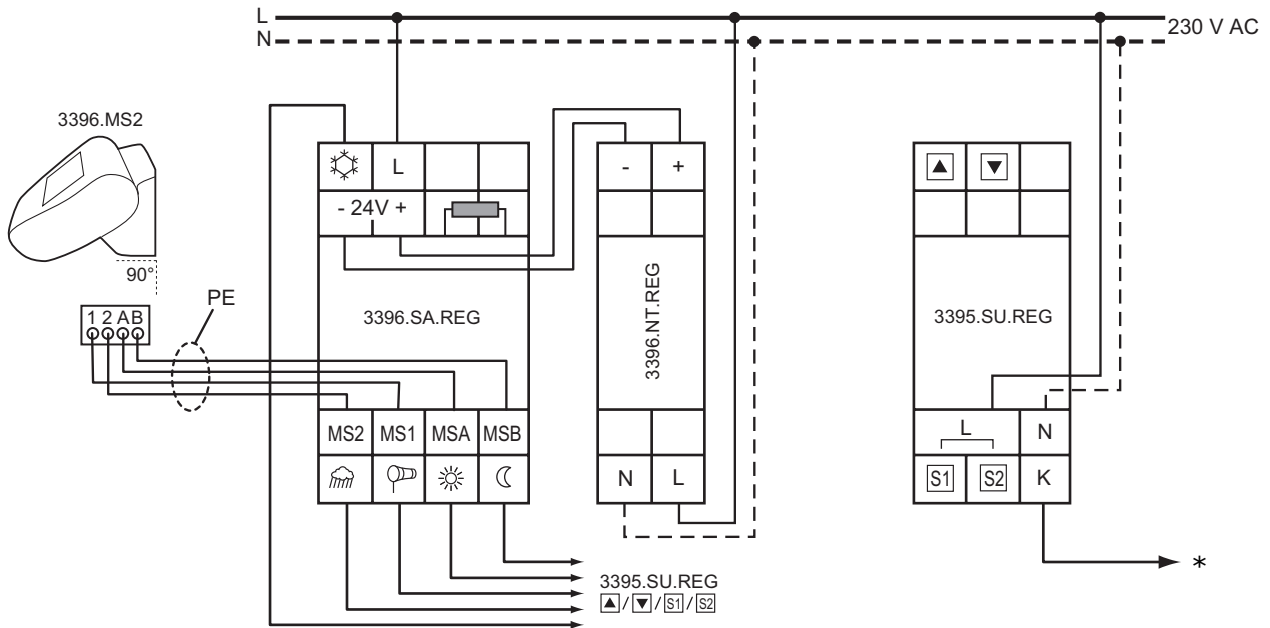 L
N
230 V AC
3396.MS2
90°
1 2 A B
PE
L
- 24V +
3396.SA.REG
MS2 MS1 MSA MSB
- +
3396.NT.REG
N L
▲ ▼
3395.SU.REG
L N
S1 S2 K
3395.SU.REG
▲ / ▼ / S1 / S2
*